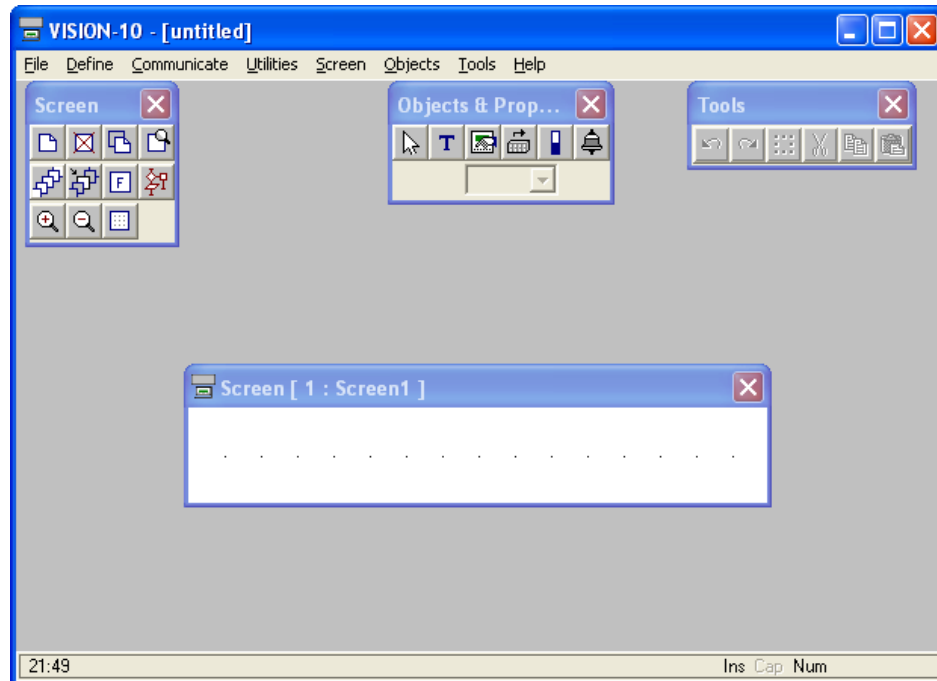 VISION-10 - [untitled]
File Define Communicate Utilities Screen Objects Tools Help
Screen
Objects & Prop...
Tools
T
F
Screen [ 1 : Screen1 ]
21:49 Ins Cap Num